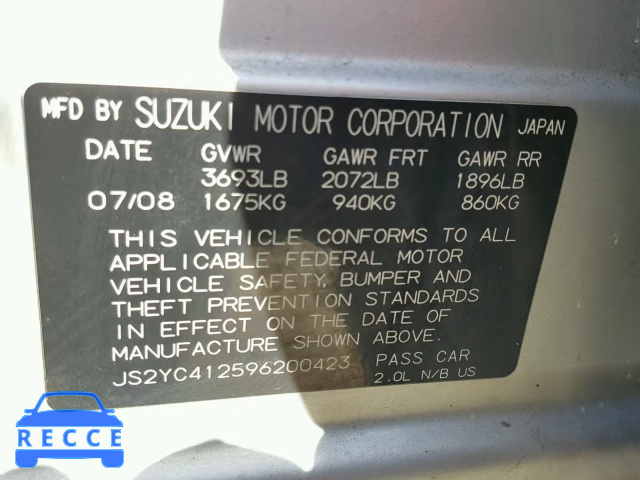 MFD BY SUZUKI MOTOR CORPORATION JAPAN
DATE GVWR GAWR FRT GAWR RR
3693LB 2072LB 1896LB
07/08 1675KG 940KG 860KG
THIS VEHICLE CONFORMS TO ALL
APPLICABLE FEDERAL MOTOR
VEHICLE SAFETY, BUMPER AND
THEFT PREVENTION STANDARDS
IN EFFECT ON THE DATE OF
MANUFACTURE SHOWN ABOVE.
JS2YC412596200423 PASS CAR
2.0L N/B US
RECCE